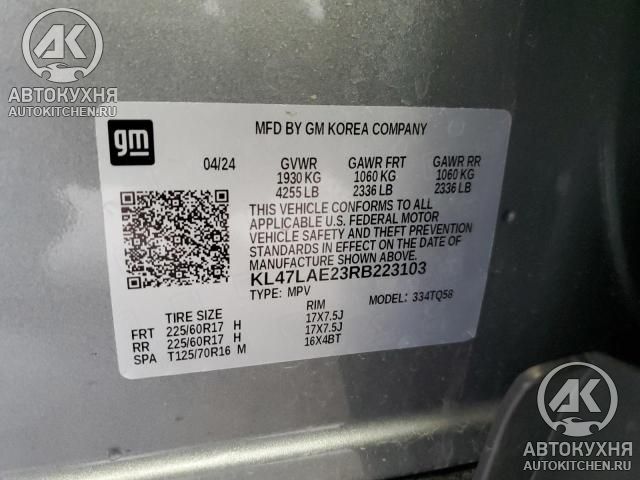 AK
АВТОКУХНЯ
AUTOKITCHEN.RU
gm
MFD BY GM KOREA COMPANY
04/24 GVWR GAWR FRT GAWR RR
1930 KG 1060 KG 1060 KG
4255 LB 2336 LB 2336 LB
THIS VEHICLE CONFORMS TO ALL
APPLICABLE U.S. FEDERAL MOTOR
VEHICLE SAFETY AND THEFT PREVENTION
STANDARDS IN EFFECT ON THE DATE OF
MANUFACTURE SHOWN ABOVE.
KL47LAE23RB223103
TYPE: MPV MODEL: 334TQ58
TIRE SIZE RIM
FRT 225/60R17 H 17X7.5J
RR 225/60R17 H 17X7.5J
SPA T125/70R16 M 16X4BT
AK
АВТОКУХНЯ
AUTOKITCHEN.RU